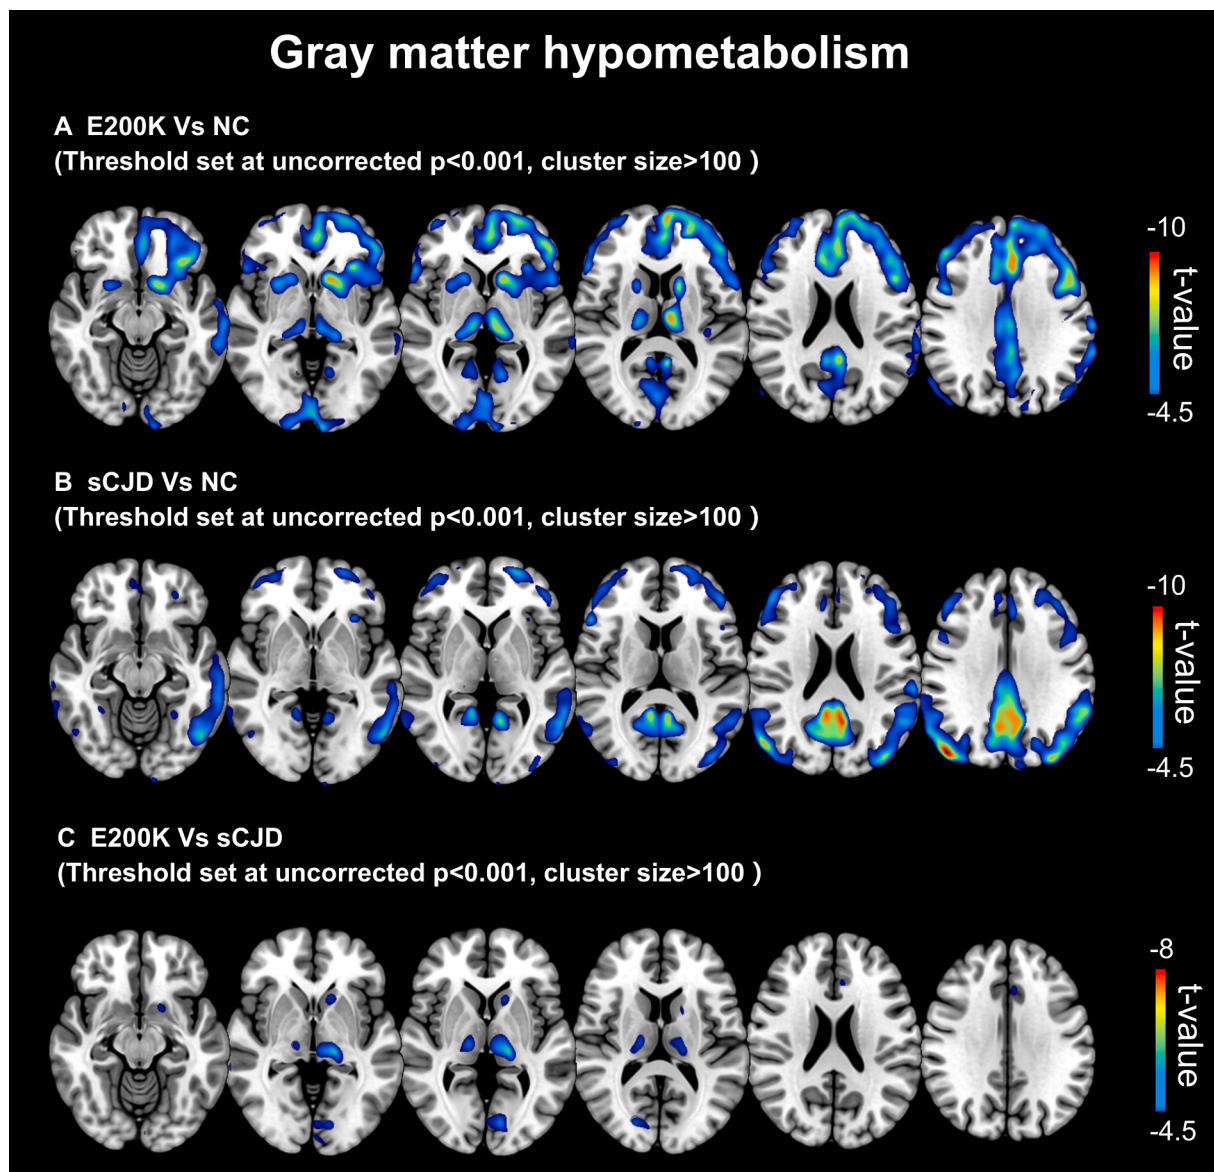 Gray matter hypometabolism
A  E200K Vs NC
(Threshold set at uncorrected p<0.001, cluster size>100 )
-10
t-value
-4.5
B  sCJD Vs NC
(Threshold set at uncorrected p<0.001, cluster size>100 )
-10
t-value
-4.5
C  E200K Vs sCJD
(Threshold set at uncorrected p<0.001, cluster size>100 )
-8
t-value
-4.5